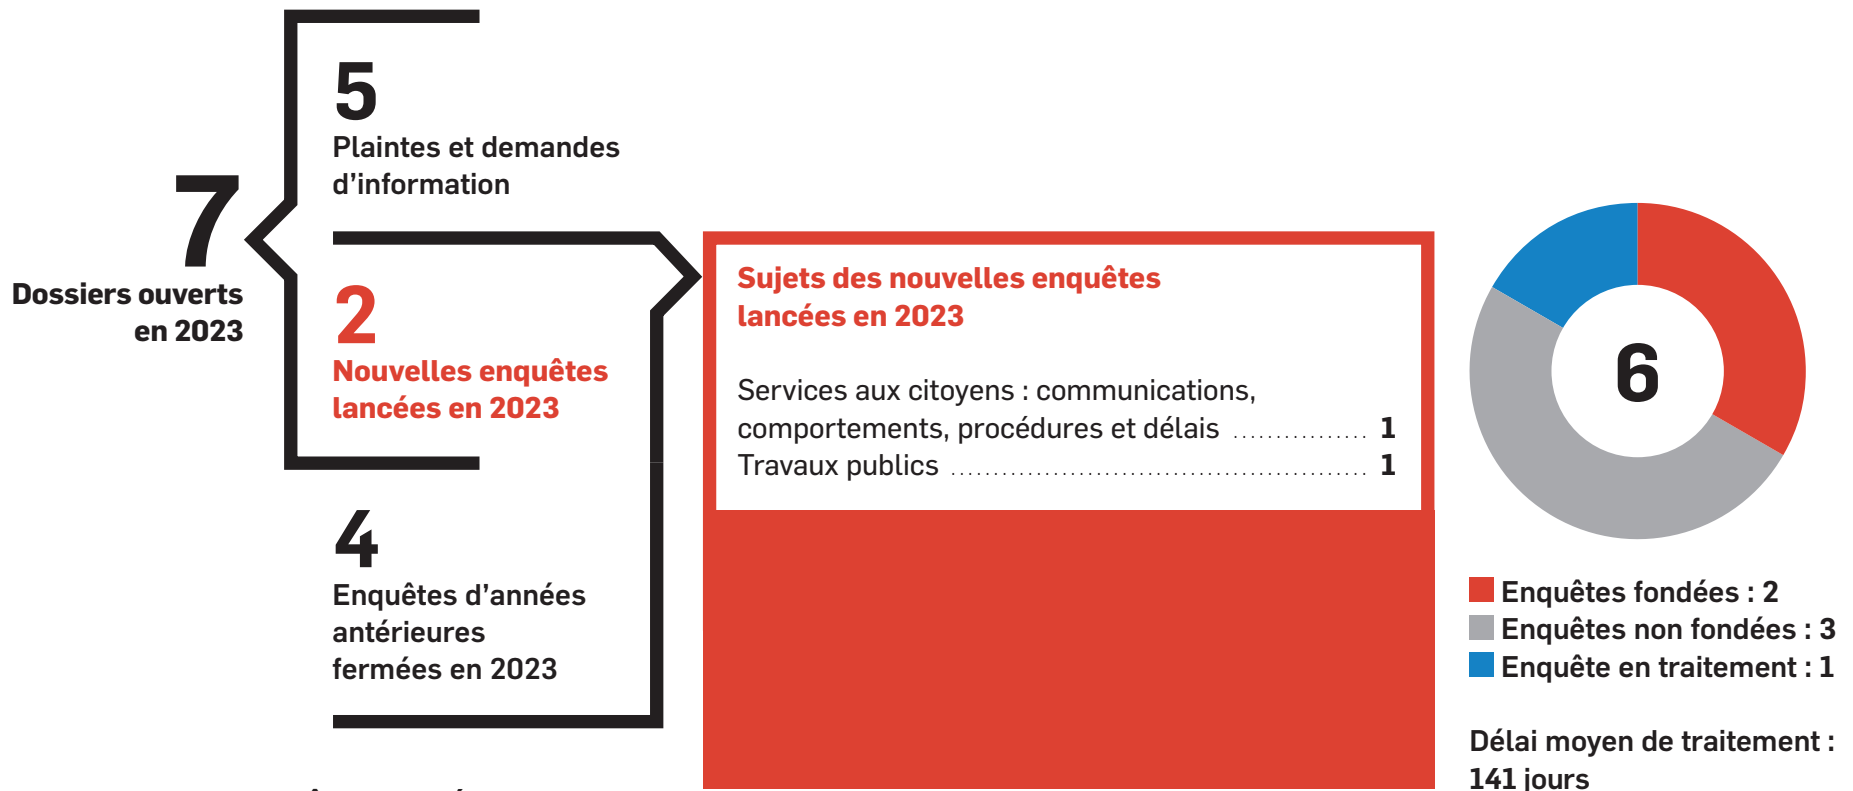 7
Dossiers ouverts
en 2023
5
Plaintes et demandes
d'information
2
Nouvelles enquêtes
lancées en 2023
4
Enquêtes d'années
antérieures
fermées en 2023
Sujets des nouvelles enquêtes
lancées en 2023
Services aux citoyens : communications,
comportements, procédures et délais ................ 1
Travaux publics ................................................. 1
6
Enquêtes fondées : 2
Enquêtes non fondées : 3
Enquête en traitement : 1
Délai moyen de traitement :
141 jours